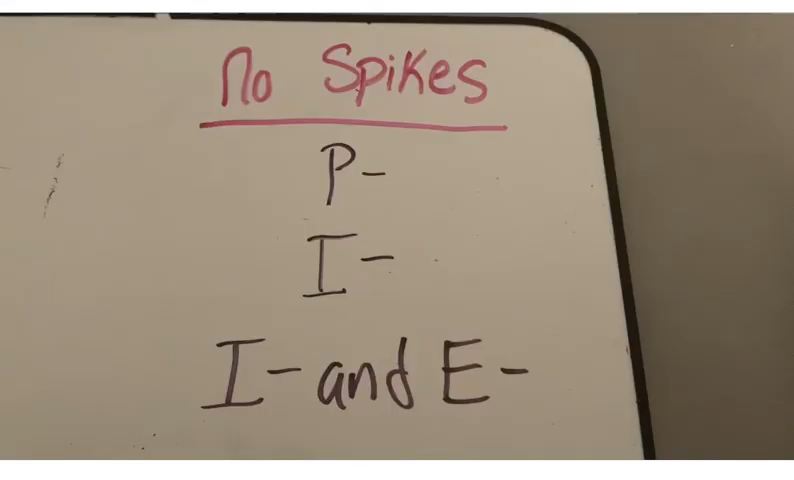 No Spikes
P-
I-
I- and E-